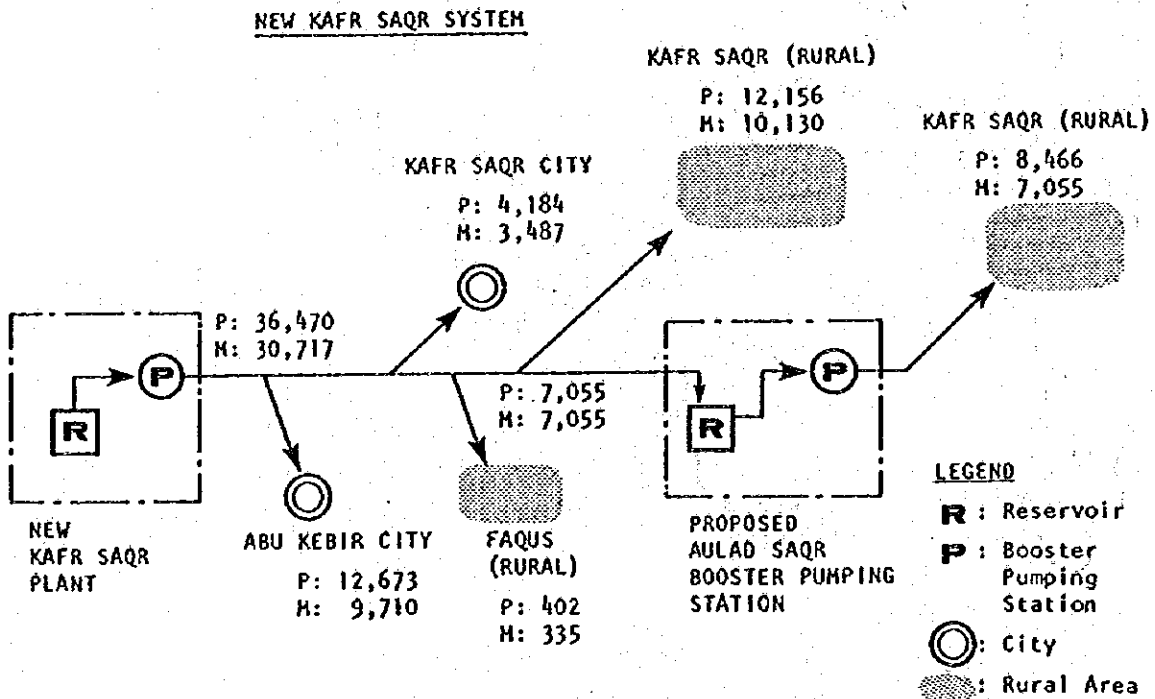 NEW KAFR SAQR SYSTEM
KAFR SAQR (RURAL)
P: 12,156
M: 10,130
KAFR SAQR (RURAL)
P: 8,466
M: 7,055
KAFR SAQR CITY
P: 4,184
M: 3,487
P: 36,470
M: 30,717
P
R
NEW
KAFR SAQR
PLANT
ABU KEBIR CITY
P: 12,673
M: 9,710
FAQUS
(RURAL)
P: 402
M: 335
P: 7,055
M: 7,055
P
R
PROPOSED
AULAD SAQR
BOOSTER PUMPING
STATION
LEGEND
R : Reservoir
P : Booster
Pumping
Station
: City
: Rural Area